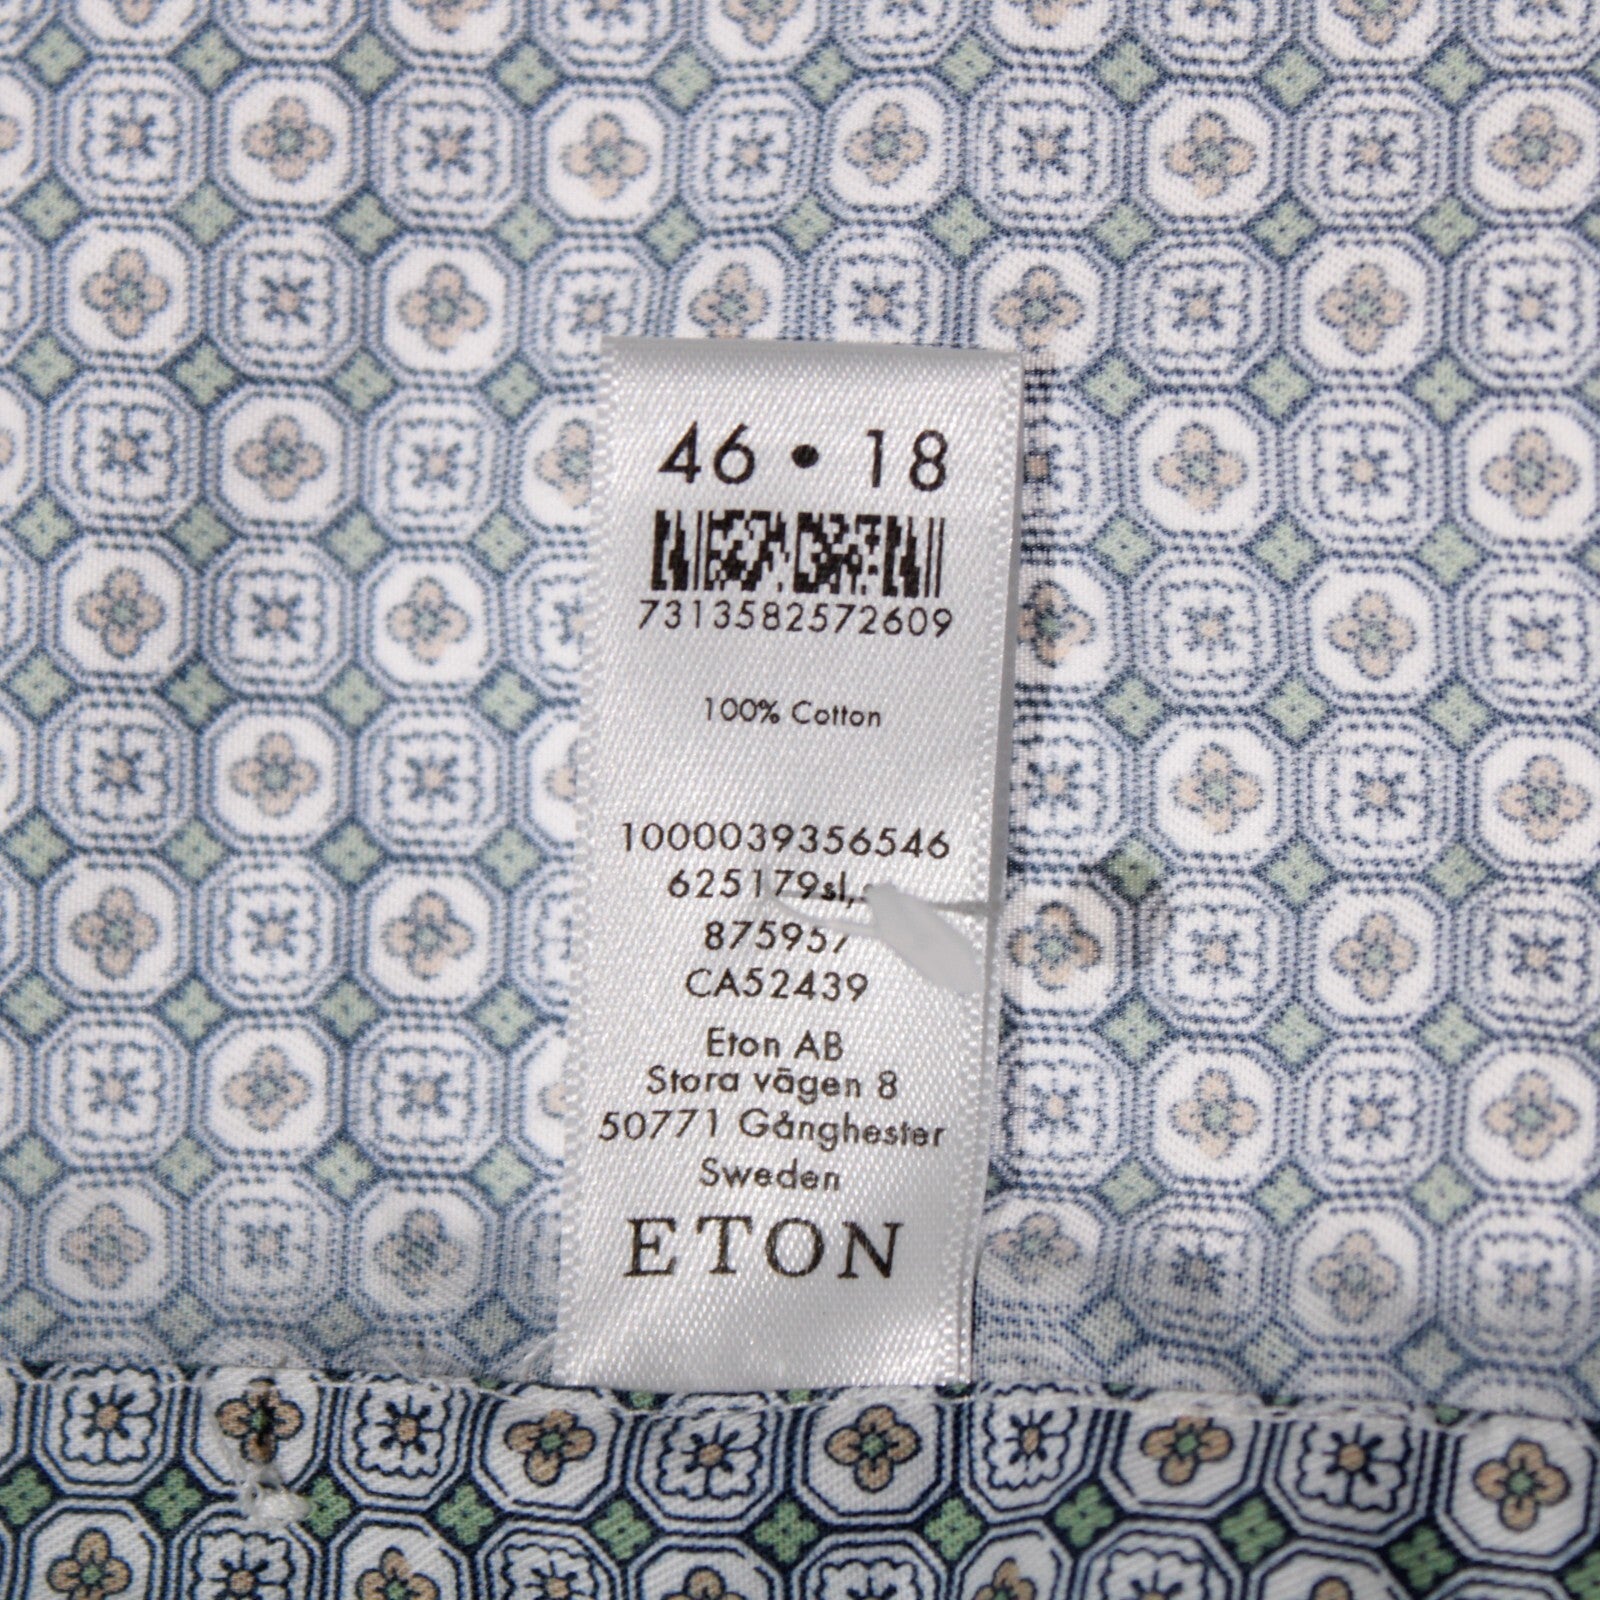 46 • 18
7313582572609
100% Cotton
1000039356546
625179sl,
875957
CA52439
Eton AB
Stora vägen 8
50771 Gånghester
Sweden
ETON